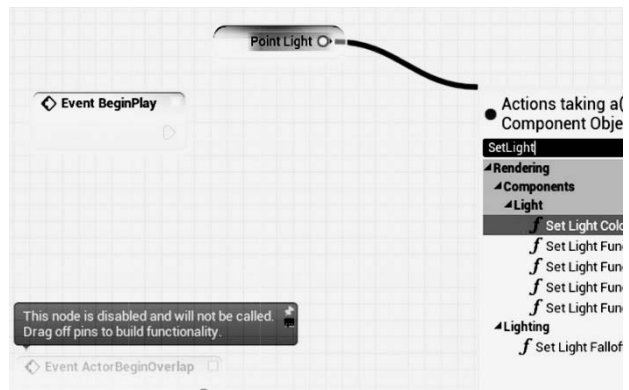 Point Light
Event BeginPlay
Actions taking a(
Component Obje
SetLight
Rendering
Components
Light
Set Light Colo
Set Light Func
Set Light Func
Set Light Func
Set Light Func
Lighting
Set Light Fallof
This node is disabled and will not be called.
Drag off pins to build functionality.
Event ActorBeginOverlap